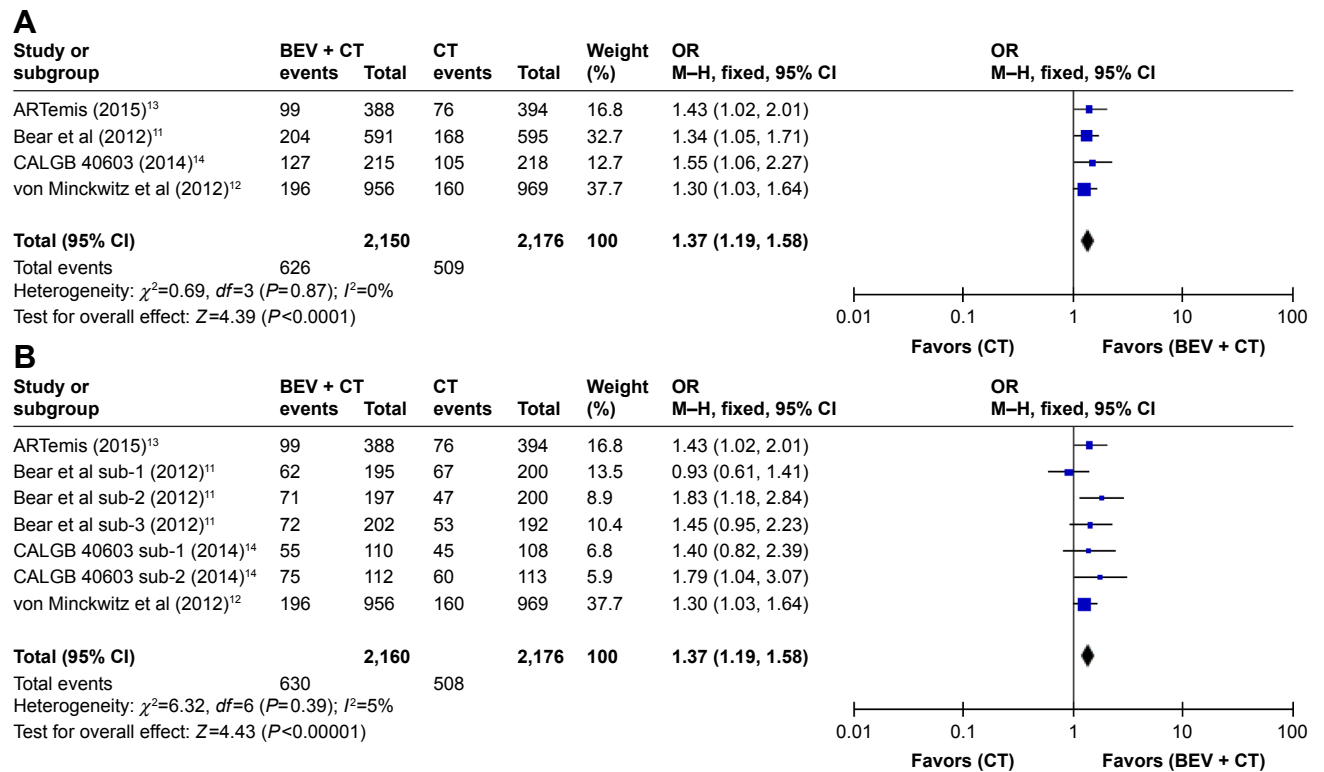 A
Study or subgroup BEV + CT events Total CT events Total Weight (%) OR M–H, fixed, 95% CI OR M–H, fixed, 95% CI
ARTemis (2015)13 99 388 76 394 16.8 1.43 (1.02, 2.01)
Bear et al (2012)11 204 591 168 595 32.7 1.34 (1.05, 1.71)
CALGB 40603 (2014)14 127 215 105 218 12.7 1.55 (1.06, 2.27)
von Minckwitz et al (2012)12 196 956 160 969 37.7 1.30 (1.03, 1.64)
Total (95% CI) 2,150 2,176 100 1.37 (1.19, 1.58)
Total events 626 509
Heterogeneity: χ2=0.69, df=3 (P=0.87); I2=0%
Test for overall effect: Z=4.39 (P<0.0001)
0.01 0.1 1 10 100
Favors (CT) Favors (BEV + CT)
B
Study or subgroup BEV + CT events Total CT events Total Weight (%) OR M–H, fixed, 95% CI OR M–H, fixed, 95% CI
ARTemis (2015)13 99 388 76 394 16.8 1.43 (1.02, 2.01)
Bear et al sub-1 (2012)11 62 195 67 200 13.5 0.93 (0.61, 1.41)
Bear et al sub-2 (2012)11 71 197 47 200 8.9 1.83 (1.18, 2.84)
Bear et al sub-3 (2012)11 72 202 53 192 10.4 1.45 (0.95, 2.23)
CALGB 40603 sub-1 (2014)14 55 110 45 108 6.8 1.40 (0.82, 2.39)
CALGB 40603 sub-2 (2014)14 75 112 60 113 5.9 1.79 (1.04, 3.07)
von Minckwitz et al (2012)12 196 956 160 969 37.7 1.30 (1.03, 1.64)
Total (95% CI) 2,160 2,176 100 1.37 (1.19, 1.58)
Total events 630 508
Heterogeneity: χ2=6.32, df=6 (P=0.39); I2=5%
Test for overall effect: Z=4.43 (P<0.00001)
0.01 0.1 1 10 100
Favors (CT) Favors (BEV + CT)